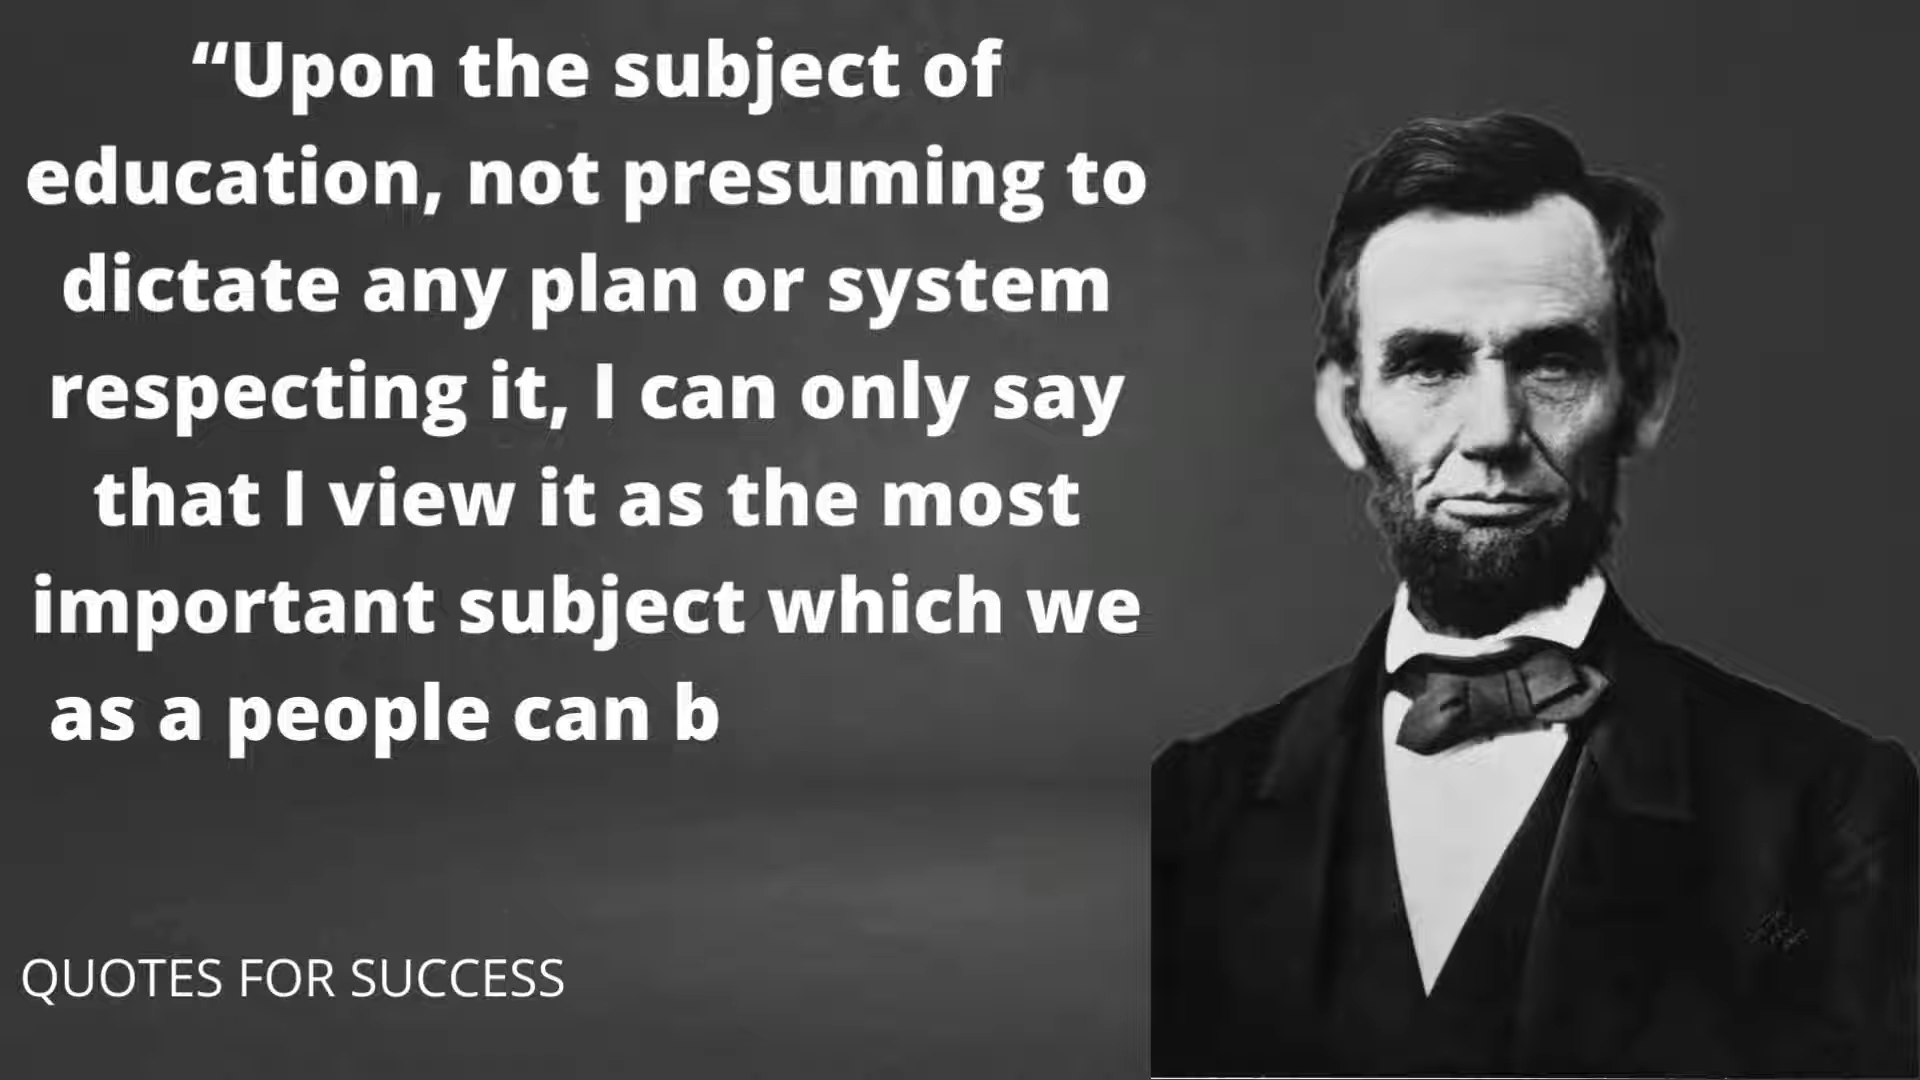 “Upon the subject of
education, not presuming to
dictate any plan or system
respecting it, I can only say
that I view it as the most
important subject which we
as a people can b
QUOTES FOR SUCCESS